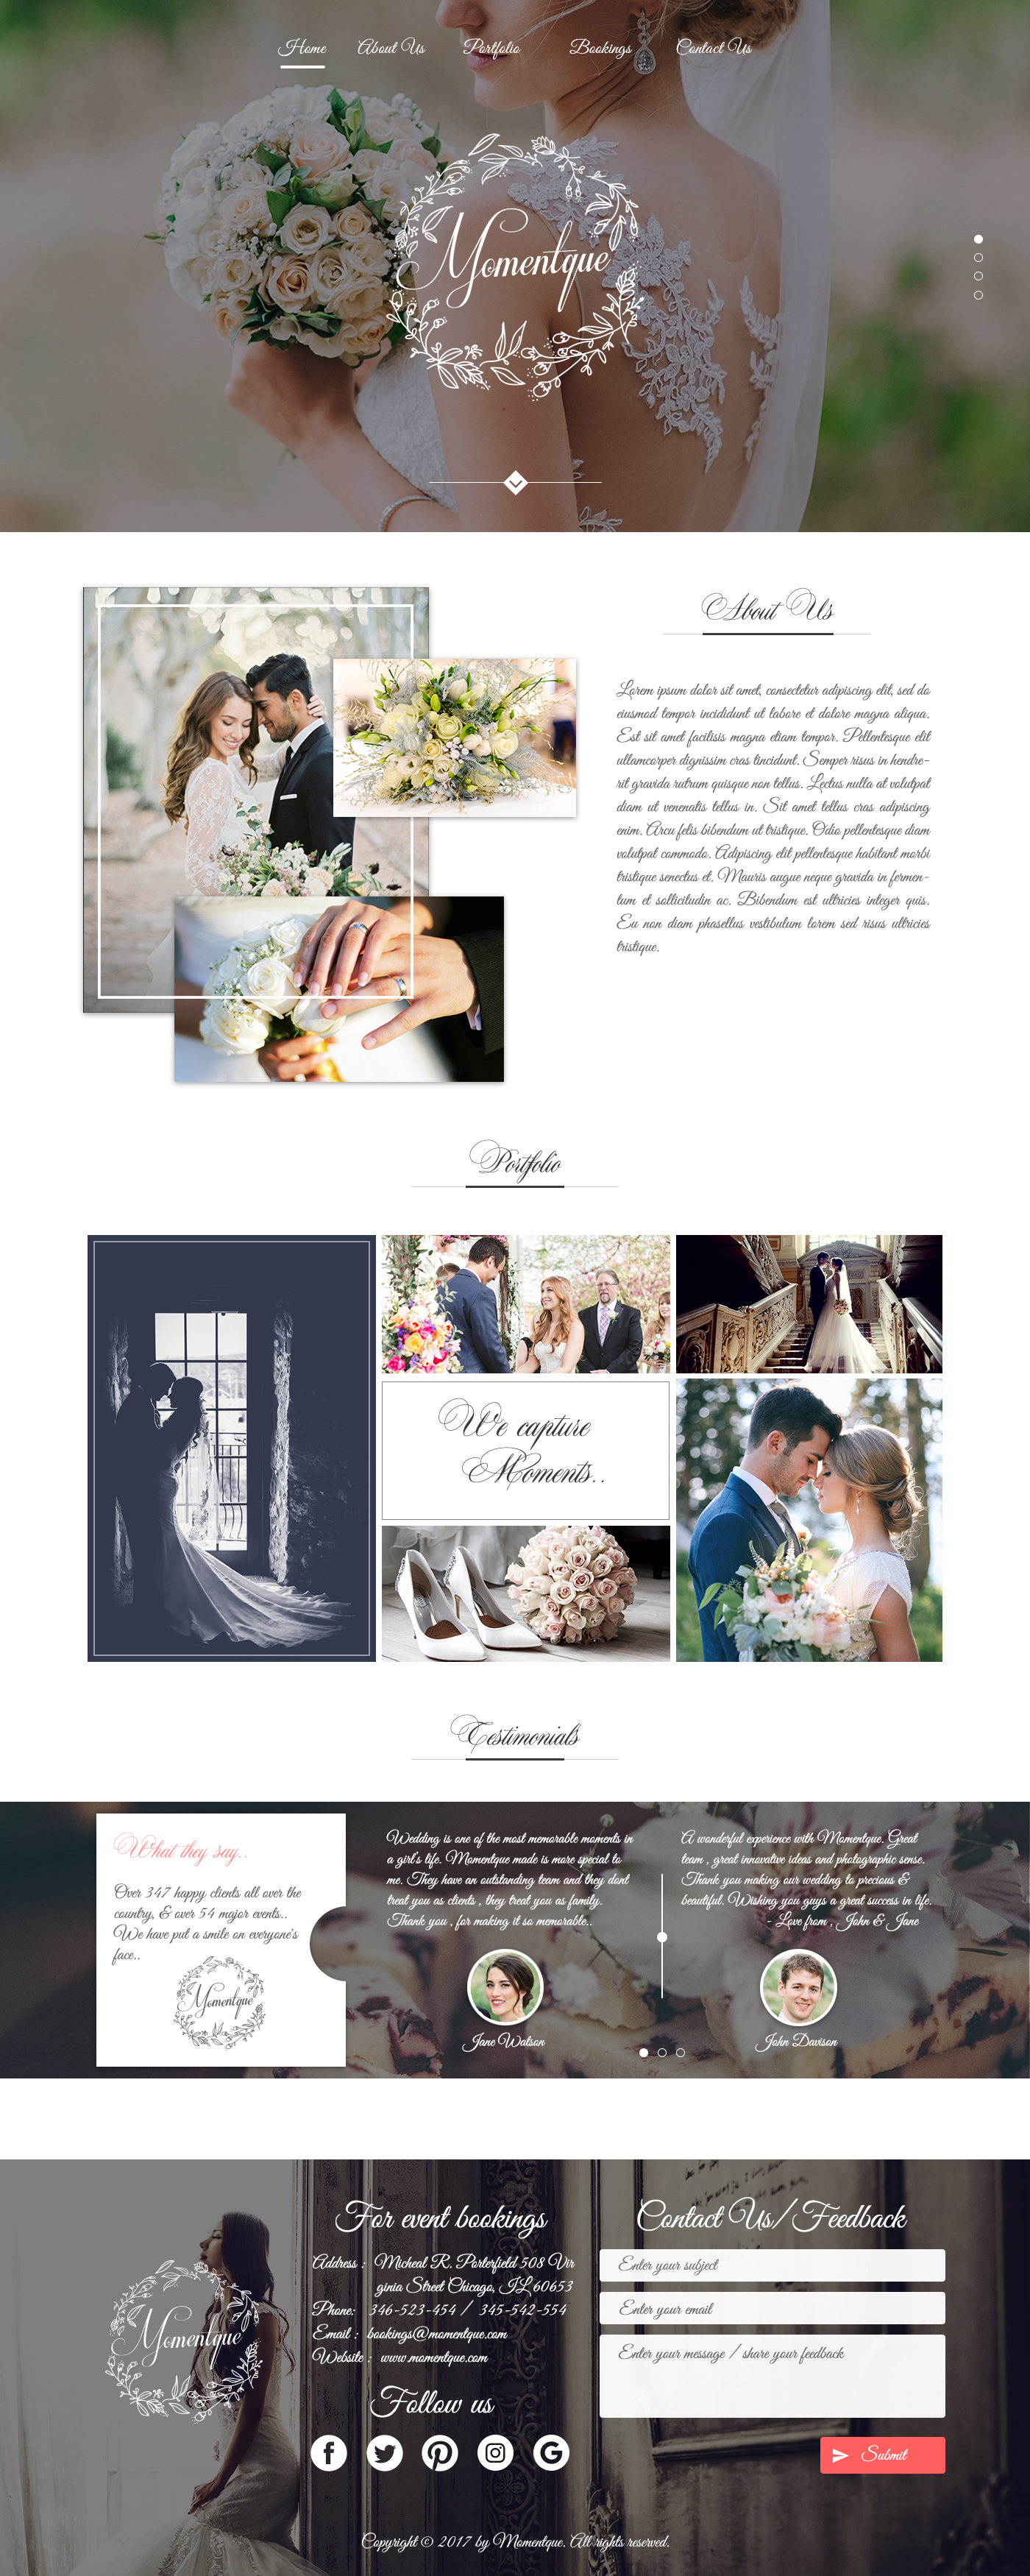 Home About Us Portfolio Bookings Contact Us
Momentque
About Us
Lorem ipsum dolor sit amet, consectetur adipiscing elit, sed do
eiusmod tempor incididunt ut labore et dolore magna aliqua.
Est sit amet facilisis magna etiam tempor. Pellentesque elit
ullamcorper dignissim cras tincidunt. Semper risus in hendre-
rit gravida rutrum quisque non tellus. Lectus nulla at volutpat
diam ut venenatis tellus in. Sit amet tellus cras adipiscing
enim. Arcu felis bibendum ut tristique. Odio pellentesque diam
volutpat commodo. Adipiscing elit pellentesque habitant morbi
tristique senectus et. Mauris augue neque gravida in fermen-
tum et sollicitudin ac. Bibendum est ultricies integer quis.
Eu non diam phasellus vestibulum lorem sed risus ultricies
tristique.
Portfolio
We capture
Moments..
Testimonials
What they say..
Over 347 happy clients all over the
country, & over 54 major events..
We have put a smile on everyone's
face..
Momentque
Wedding is one of the most memorable moments in
a girl's life. Momentque made is more special to
me. They have an outstanding team and they dont
treat you as clients , they treat you as family.
Thank you , for making it so memorable..
Jane Watson
A wonderful experience with Momentque. Great
team , great innovative ideas and photographic sense.
Thank you making our wedding to precious &
beautiful. Wishing you guys a great success in life.
- Love from , John & Jane
John Davison
Momentque
For event bookings
Address : Micheal R. Porterfield 508 Vir
ginia Street Chicago, IL 60653
Phone: 346-523-454 / 345-542-554
Email : bookings@momentque.com
Website : www.momentque.com
Follow us
Contact Us/Feedback
Enter your subject
Enter your email
Enter your message / share your feedback
Submit
Copyright © 2017 by Momentque. All rights reserved.